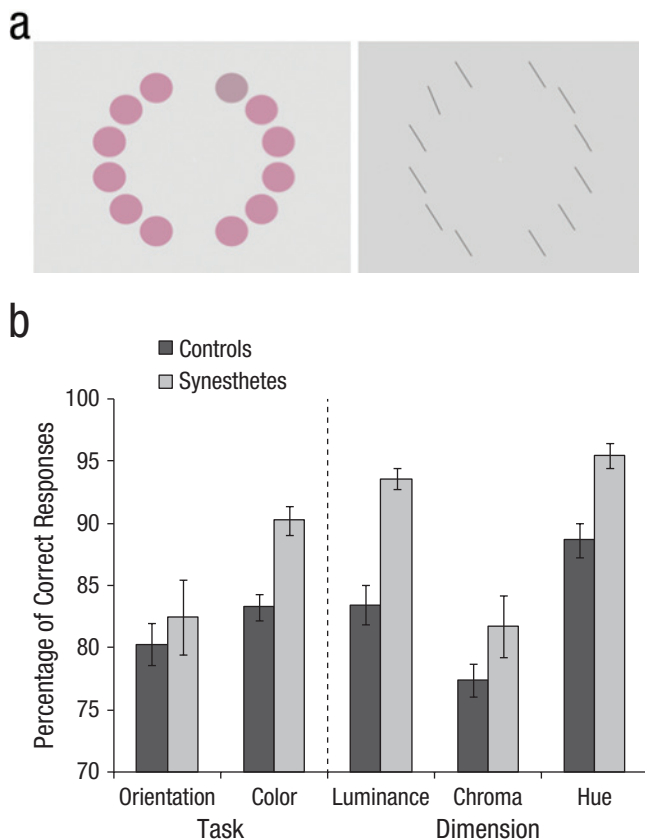 a
b
Controls
Synesthetes
Percentage of Correct Responses
100
95
90
85
80
75
70
Orientation Color Luminance Chroma Hue
Task Dimension